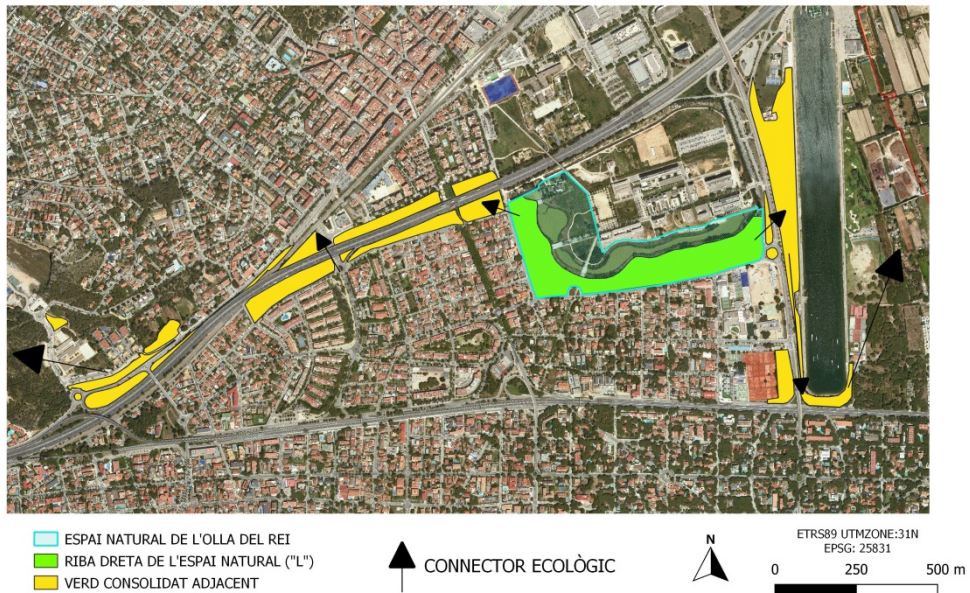 ESPAI NATURAL DE L'OLLA DEL REI
RIBA DRETA DE L'ESPAI NATURAL ("L")
VERD CONSOLIDAT ADJACENT
CONNECTOR ECOLÒGIC
N
ETRS89 UTMZONE:31N
EPSG: 25831
0 250 500 m